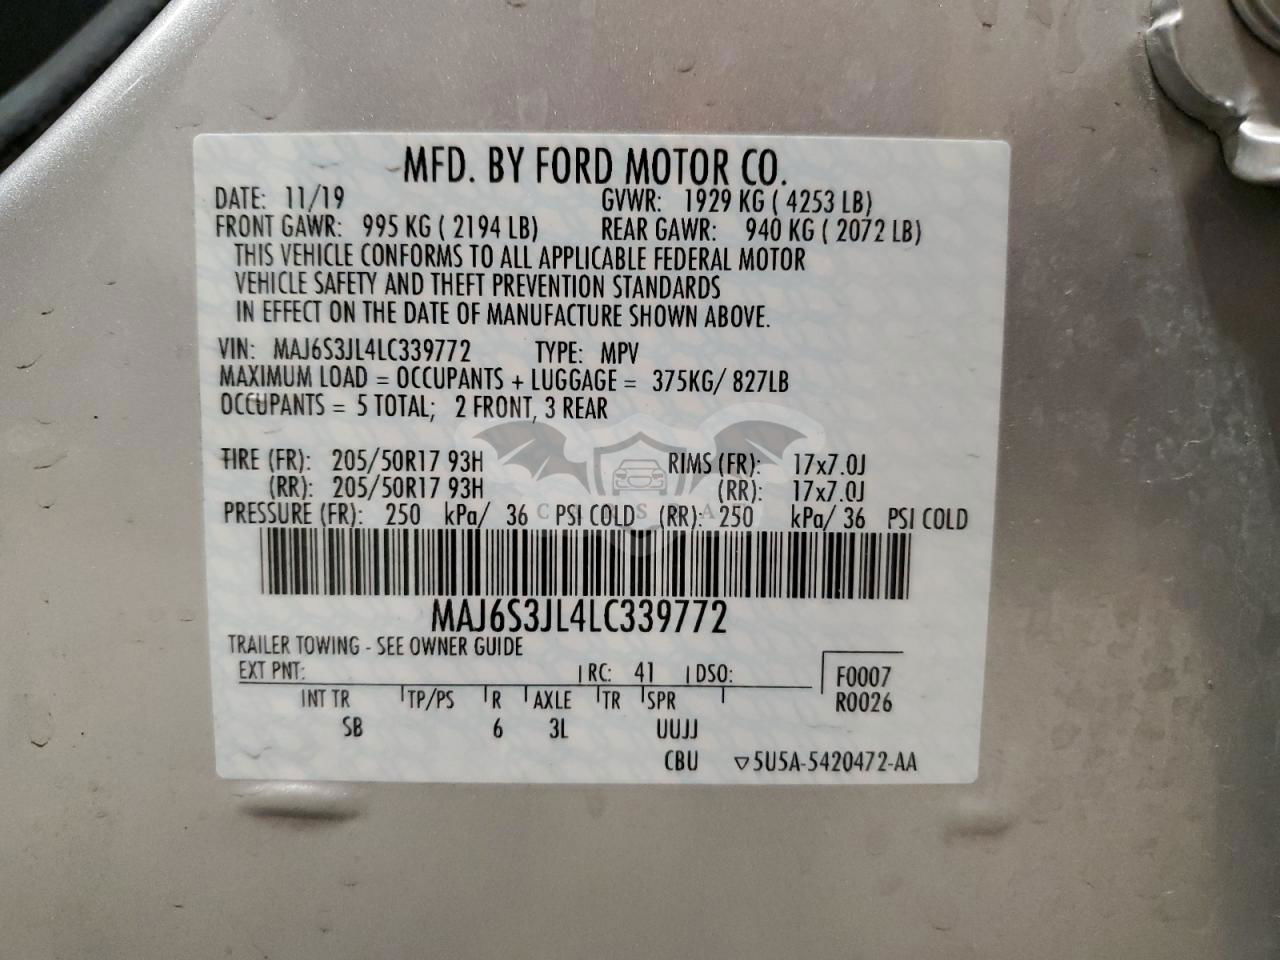 MFD. BY FORD MOTOR CO.
DATE: 11/19 GVWR: 1929 KG ( 4253 LB)
FRONT GAWR: 995 KG ( 2194 LB) REAR GAWR: 940 KG ( 2072 LB)
THIS VEHICLE CONFORMS TO ALL APPLICABLE FEDERAL MOTOR
VEHICLE SAFETY AND THEFT PREVENTION STANDARDS
IN EFFECT ON THE DATE OF MANUFACTURE SHOWN ABOVE.
VIN: MAJ6S3JL4LC339772 TYPE: MPV
MAXIMUM LOAD = OCCUPANTS + LUGGAGE = 375KG/ 827LB
OCCUPANTS = 5 TOTAL; 2 FRONT, 3 REAR
TIRE (FR): 205/50R17 93H RIMS (FR): 17x7.0J
(RR): 205/50R17 93H (RR): 17x7.0J
PRESSURE (FR): 250 kPa/ 36 PSI COLD (RR): 250 kPa/ 36 PSI COLD
MAJ6S3JL4LC339772
TRAILER TOWING - SEE OWNER GUIDE
EXT PNT: RC: 41 DSO: F0007
INT TR TP/PS R AXLE TR SPR R0026
SB 6 3L UUJJ
CBU ▽5U5A-5420472-AA